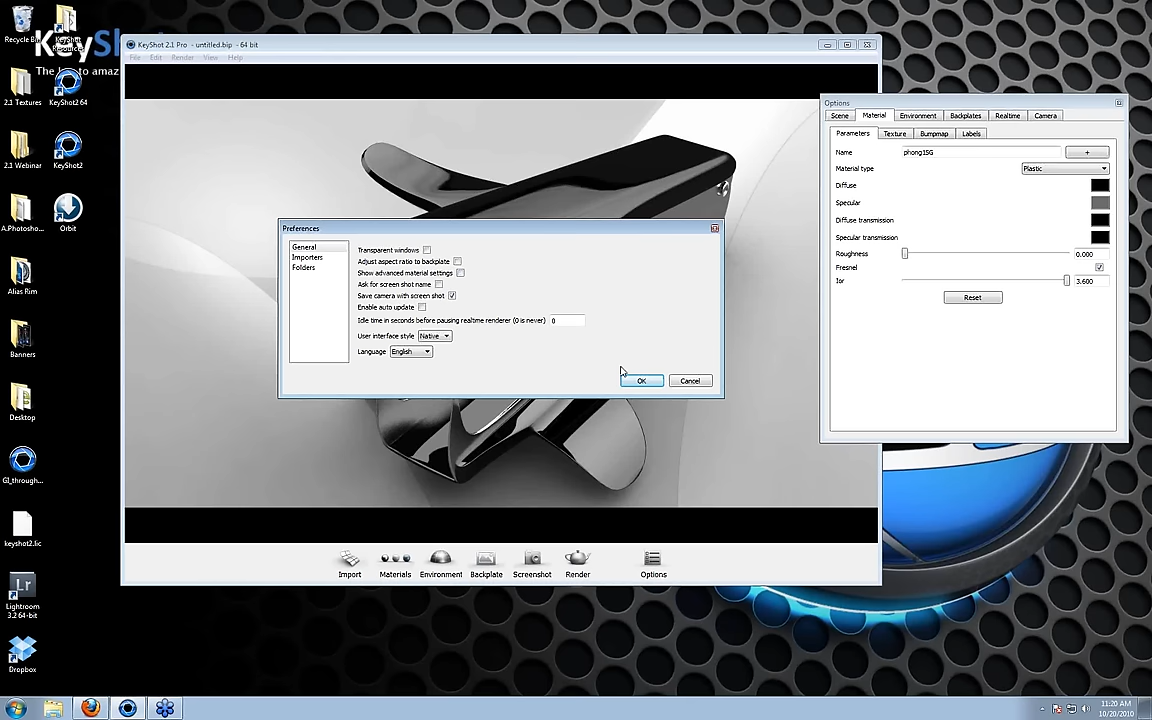 Recycle Bin
KeyShot Resources
KeyS
The key to amaz
2.1 Textures
KeyShot2 64
2.1 Webinar
KeyShot2
A.Photosho...
Orbit
Alias Rim
Banners
Desktop
GI_through...
keyshot2.lic
Lr
Lightroom 3.2 64-bit
Dropbox
KeyShot 2.1 Pro - untitled.bip - 64 bit
File Edit Render View Help
Preferences
General
Importers
Folders
Transparent windows
Adjust aspect ratio to backplate
Show advanced material settings
Ask for screen shot name
Save camera with screen shot
Enable auto update
Idle time in seconds before pausing realtime renderer (0 is never) 0
User interface style Native
Language English
OK Cancel
Import Materials Environment Backplate Screenshot Render Options
Options
Scene Material Environment Backplates Realtime Camera
Parameters Texture Bumpmap Labels
Name phong15G +
Material type Plastic
Diffuse
Specular
Diffuse transmission
Specular transmission
Roughness 0.000
Fresnel
Ior 3.600
Reset
11:20 AM
10/20/2010